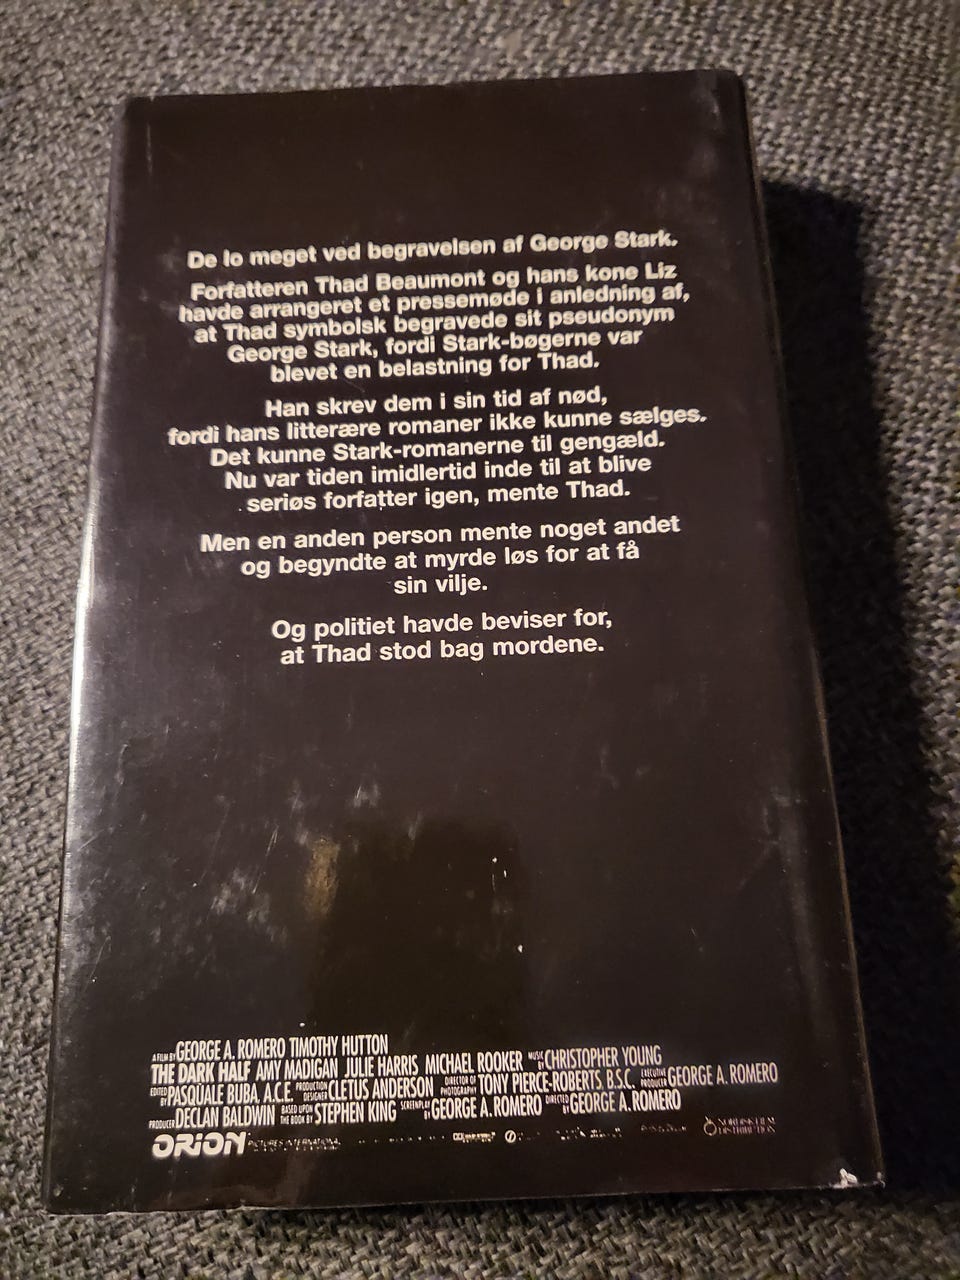 De lo meget ved begravelsen af George Stark.
Forfatteren Thad Beaumont og hans kone Liz
havde arrangeret et pressemøde i anledning af,
at Thad symbolsk begravede sit pseudonym
George Stark, fordi Stark-bøgerne var
blevet en belastning for Thad.
Han skrev dem i sin tid af nød,
fordi hans litterære romaner ikke kunne sælges.
Det kunne Stark-romanerne til gengæld.
Nu var tiden imidlertid inde til at blive
seriøs forfatter igen, mente Thad.
Men en anden person mente noget andet
og begyndte at myrde løs for at få
sin vilje.
Og politiet havde beviser for,
at Thad stod bag mordene.
A FILM BY GEORGE A. ROMERO TIMOTHY HUTTON
THE DARK HALF AMY MADIGAN JULIE HARRIS MICHAEL ROOKER MUSIC BY CHRISTOPHER YOUNG
EDITED BY PASQUALE BUBA, A.C.E. PRODUCTION DESIGNER CLETUS ANDERSON DIRECTOR OF PHOTOGRAPHY TONY PIERCE-ROBERTS, B.S.C. EXECUTIVE PRODUCER GEORGE A. ROMERO
PRODUCER DECLAN BALDWIN BASED UPON THE BOOK BY STEPHEN KING SCREENPLAY BY GEORGE A. ROMERO DIRECTED BY GEORGE A. ROMERO
ORION PICTURES INTERNATIONAL NORDISK FILM DISTRIBUTION